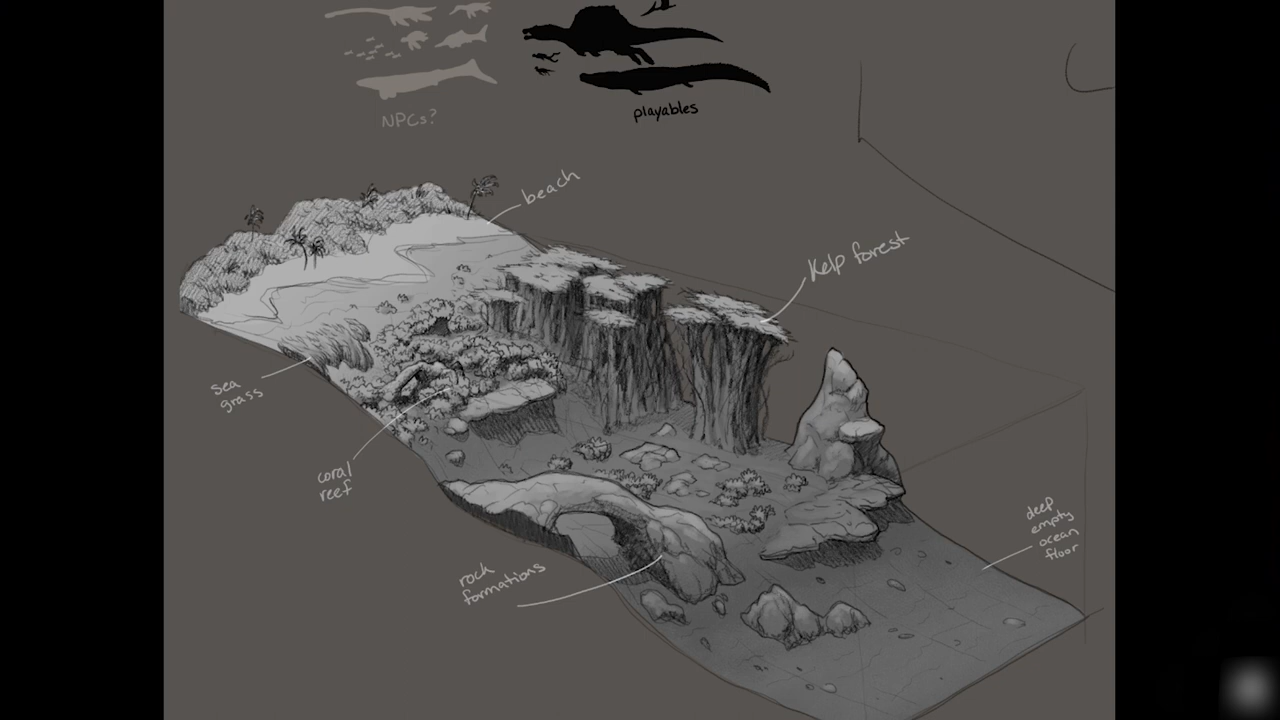 NPCs?
playables
beach
Kelp forest
sea
grass
coral
reef
rock
formations
deep
empty
ocean
floor